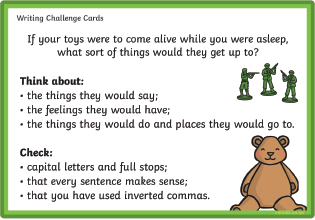 Writing Challenge Cards
If your toys were to come alive while you were asleep,
what sort of things would they get up to?
Think about:
• the things they would say;
• the feelings they would have;
• the things they would do and places they would go to.
Check:
• capital letters and full stops;
• that every sentence makes sense;
• that you have used inverted commas.